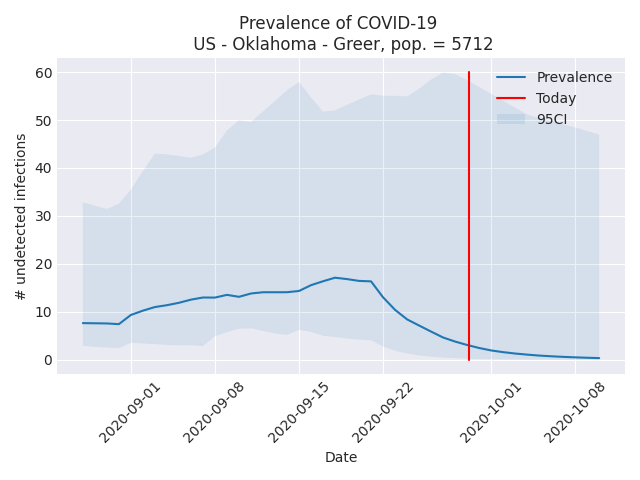 Prevalence of COVID-19
US - Oklahoma - Greer, pop. = 5712
60
50
40
30
20
10
0
# undetected infections
Prevalence
Today
95CI
2020-09-01
2020-09-08
2020-09-15
2020-09-22
2020-10-01
2020-10-08
Date